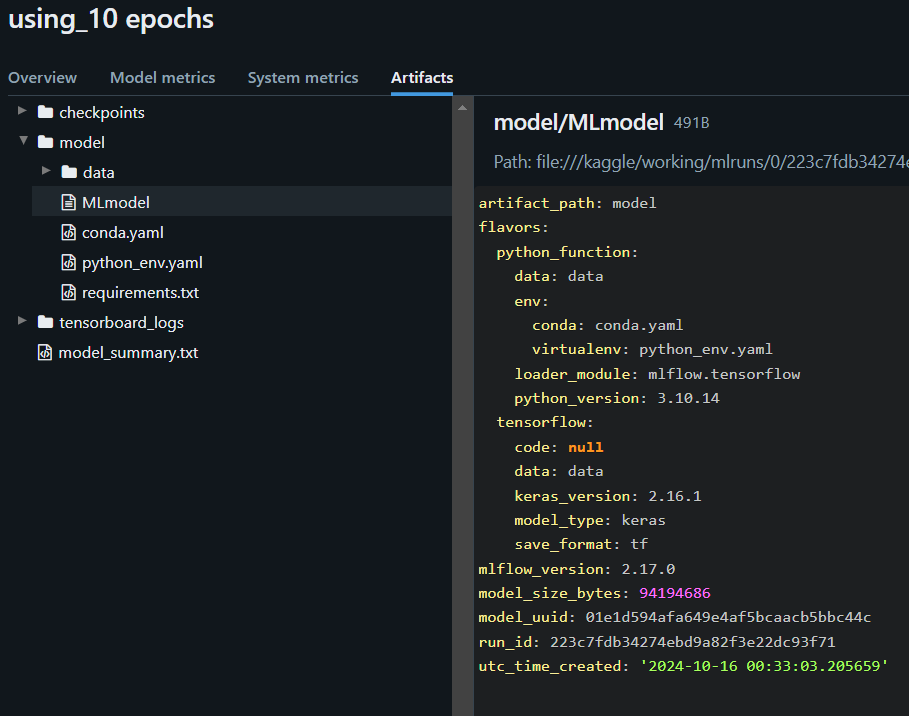 using_10 epochs
Overview Model metrics System metrics Artifacts
checkpoints
model
data
MLmodel
conda.yaml
python_env.yaml
requirements.txt
tensorboard_logs
model_summary.txt
model/MLmodel 491B
Path: file:///kaggle/working/mlruns/0/223c7fdb34274e
artifact_path: model
flavors:
python_function:
data: data
env:
conda: conda.yaml
virtualenv: python_env.yaml
loader_module: mlflow.tensorflow
python_version: 3.10.14
tensorflow:
code: null
data: data
keras_version: 2.16.1
model_type: keras
save_format: tf
mlflow_version: 2.17.0
model_size_bytes: 94194686
model_uuid: 01e1d594afa649e4af5bcaacb5bbc44c
run_id: 223c7fdb34274ebd9a82f3e22dc93f71
utc_time_created: '2024-10-16 00:33:03.205659'